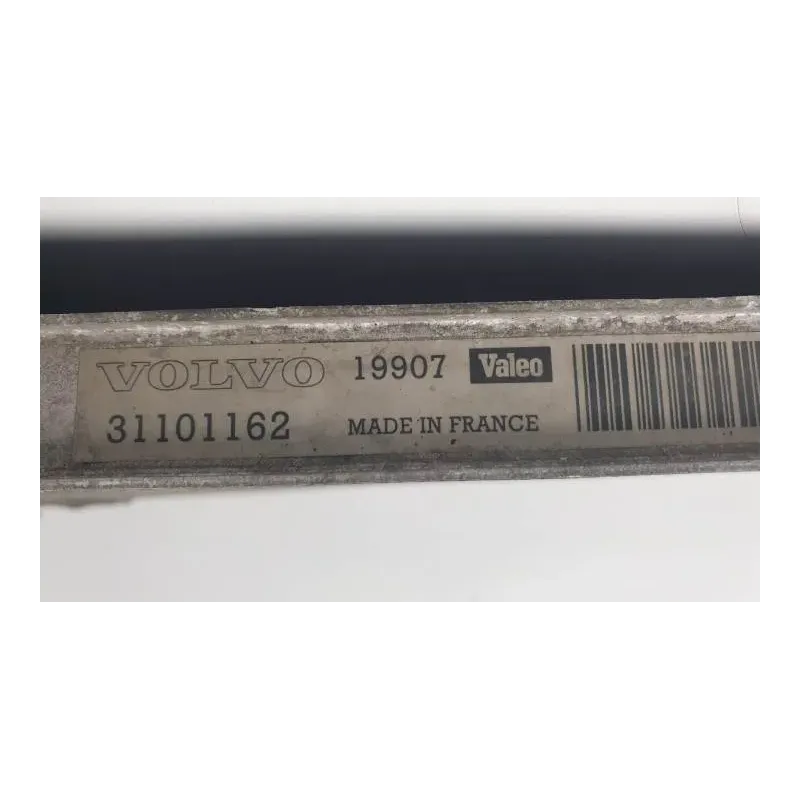 VOLVO 19907 Valeo
31101162 MADE IN FRANCE